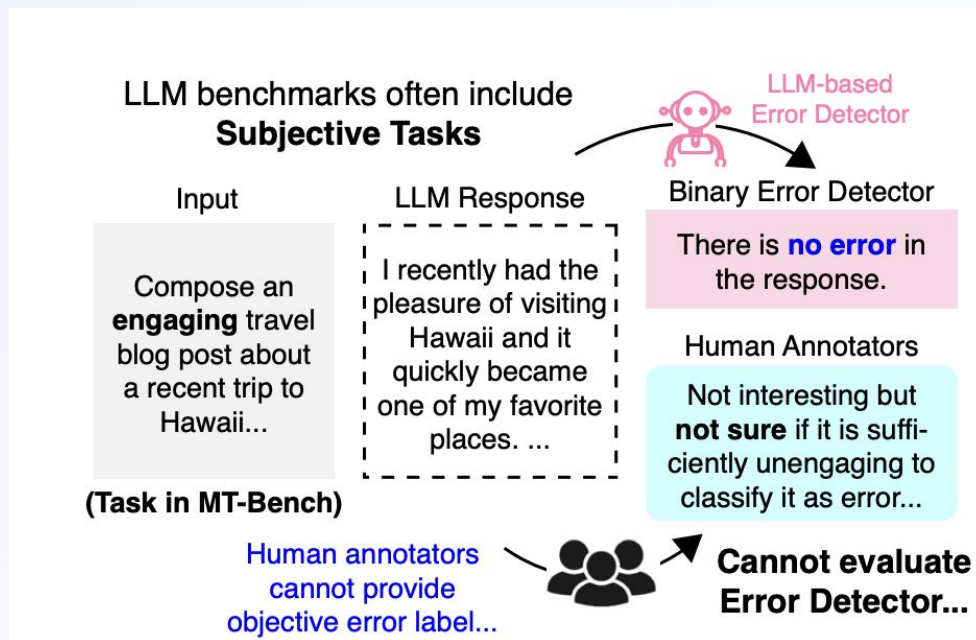 LLM benchmarks often include
Subjective Tasks
LLM-based
Error Detector
Input
Compose an
engaging travel
blog post about
a recent trip to
Hawaii...
(Task in MT-Bench)
LLM Response
I recently had the
pleasure of visiting
Hawaii and it
quickly became
one of my favorite
places. ...
Binary Error Detector
There is no error in
the response.
Human Annotators
Not interesting but
not sure if it is suffi-
ciently unengaging to
classify it as error...
Human annotators
cannot provide
objective error label...
Cannot evaluate
Error Detector...